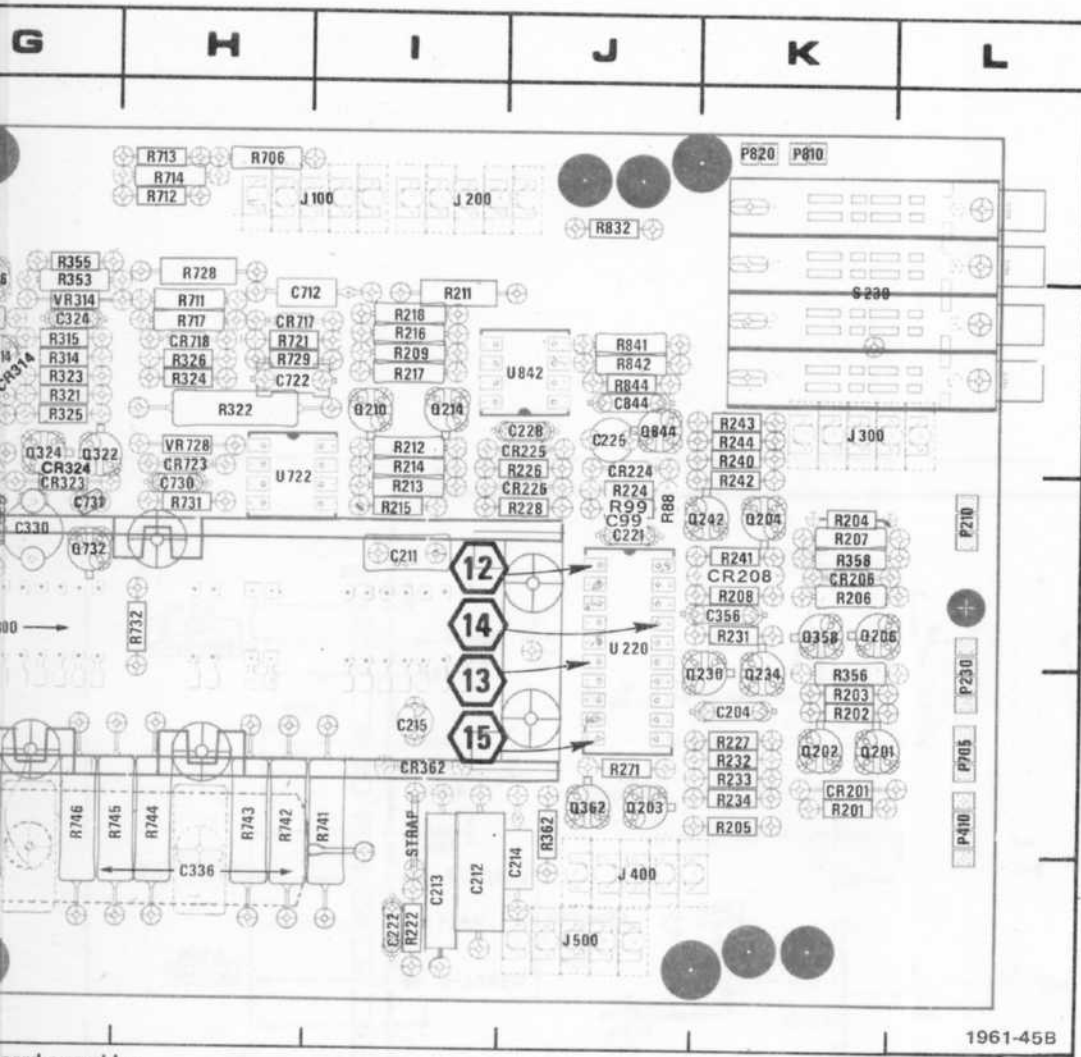 G H I J K L
R713 R706 P820 P810
R714
R712 J100 J200
R832
R355
R353 R728
VR314 R711 C712 R211 S230
C324 R717 CR717 R218
R315 CR718 R721 R216 R841
R314 R326 R729 R209 R842
CR314
R323 R324 C722 R217 U842 R844
R321 C844
R325 R322 Q210 Q214
C228 C225 Q844 R243 J300
Q324 Q322 VR728 R212 CR225 R244
CR324 CR723 U722 R214 R226 CR224 R240
CR323 C730 R213 CR226 R224 R242
C731 R731 R215 R228 R99 R88 P210
C330 C99 Q242 Q204 R204
Q732 C211 C221 R207
12 R241 R358
CR208 CR206
R732 R208 R206
14 C356
R231 Q358 Q206
U220
13 Q230 Q234 R356 P230
R203
C215 C204 R202
15 R227 Q202 Q201 P705
CR362 R271 R232
R233 CR201
R746 R745 R744 R743 R742 R741 STRAP R362 Q362 Q203 R234 R201 P410
R205
C336 C213 C212 C214 J400
C222 R222 J500
1961-45B